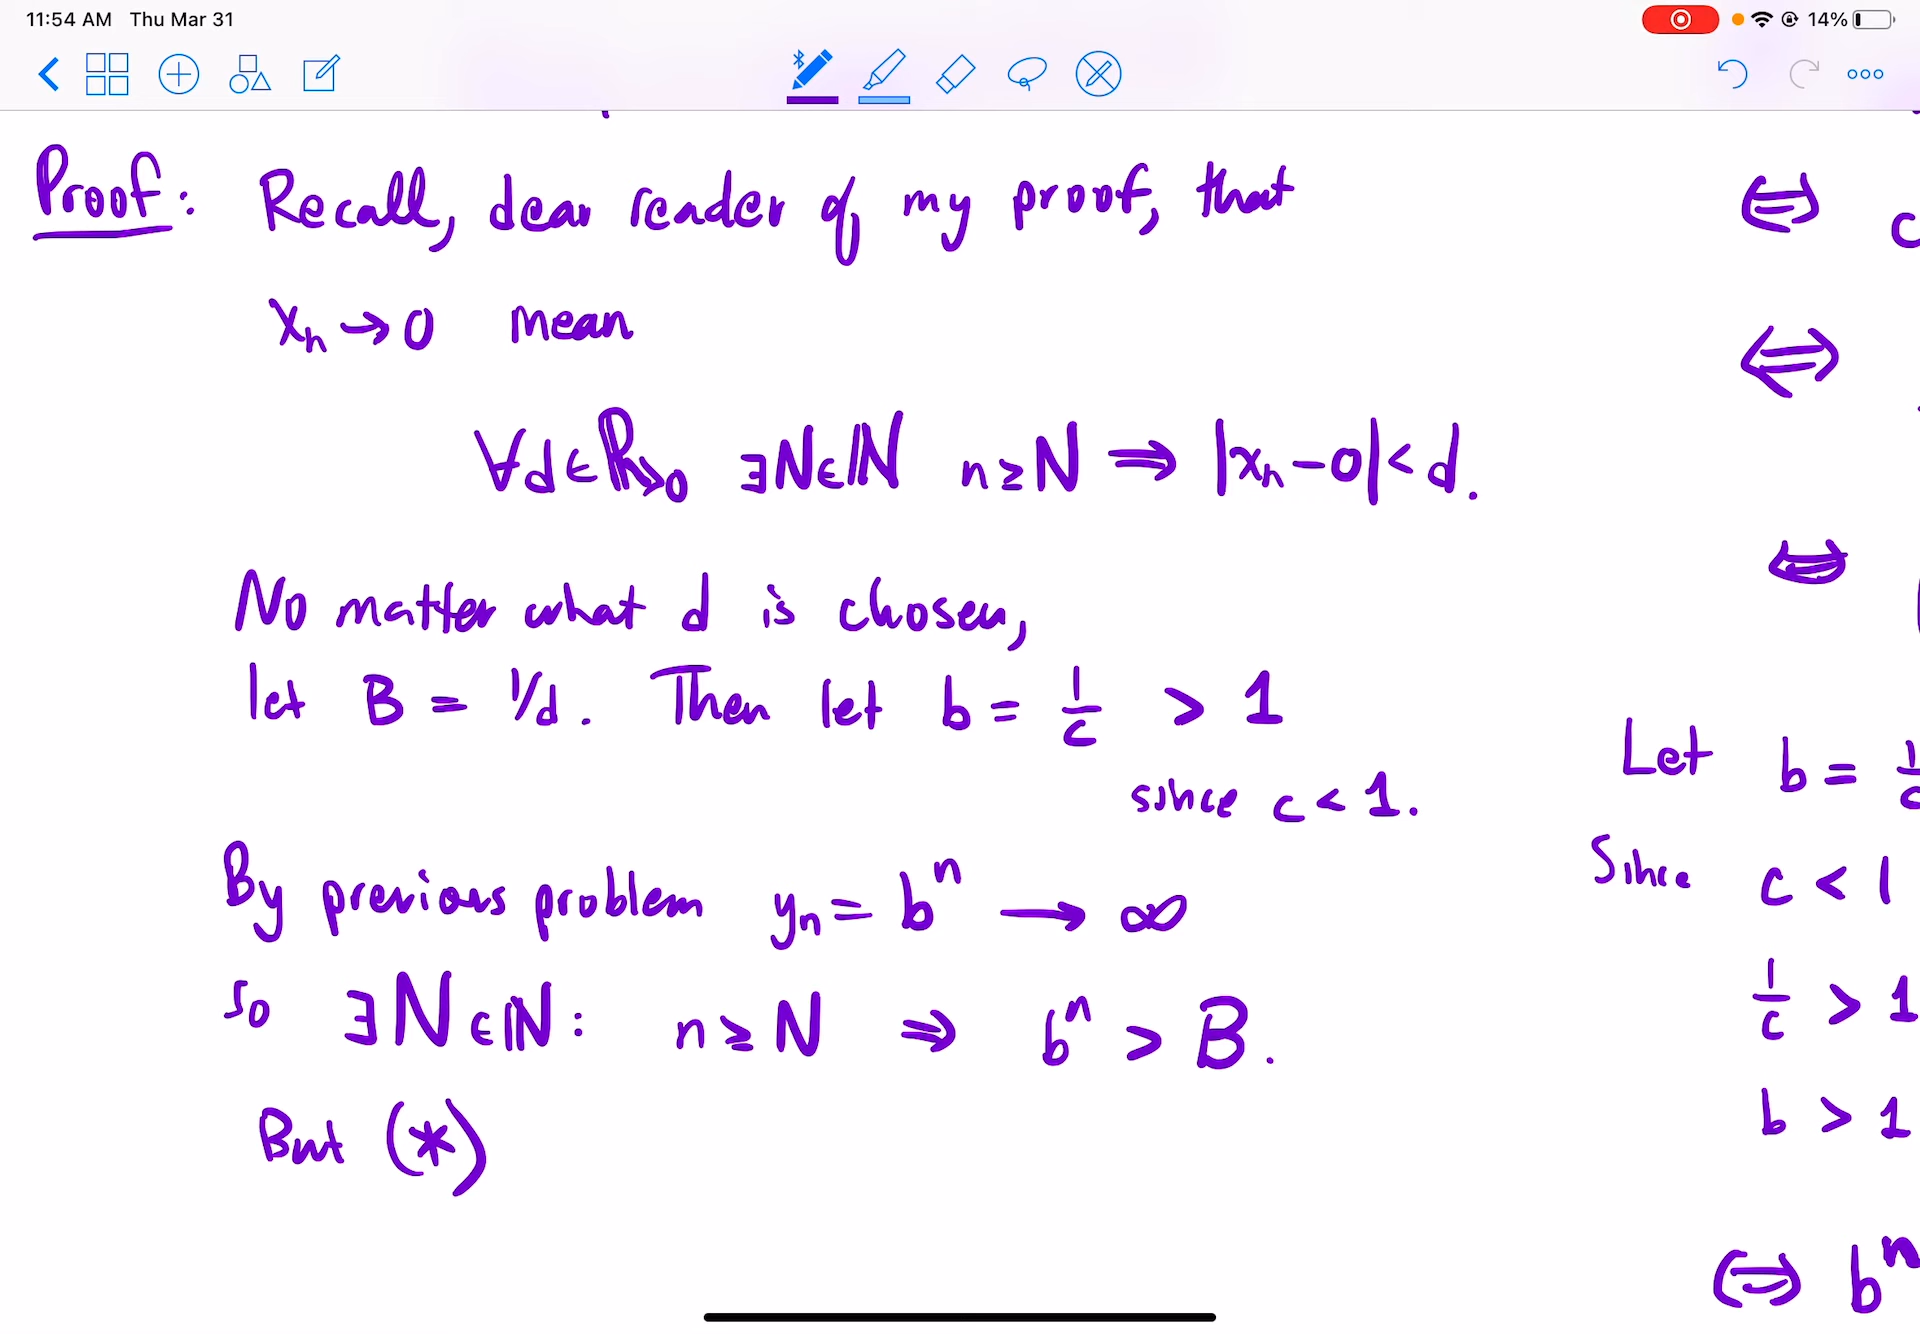 11:54 AM Thu Mar 31
14%
Proof: Recall, dear reader of my proof, that
xₙ → 0 mean
∀d∈ℝ>0 ∃N∈ℕ n≥N ⇒ |xₙ-0|<d.
No matter what d is chosen,
let B = 1/d. Then let b = 1/c > 1
since c < 1.
By previous problem yₙ = bⁿ → ∞
so ∃N∈ℕ: n≥N ⇒ bⁿ > B.
But (*)
⇔ c
⇔
⇔
Let b = 1/c
Since c < 1
1/c > 1
b > 1
⇔ bⁿ